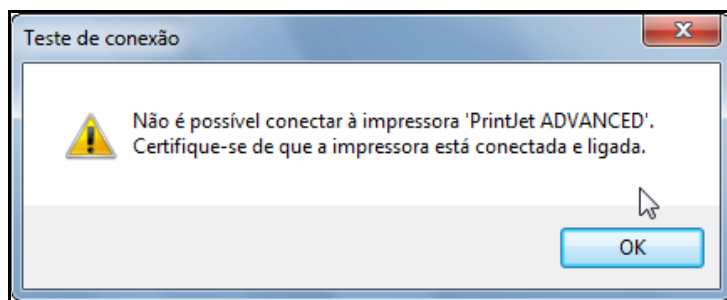 Teste de conexão
Não é possível conectar à impressora 'PrintJet ADVANCED'.
Certifique-se de que a impressora está conectada e ligada.
OK